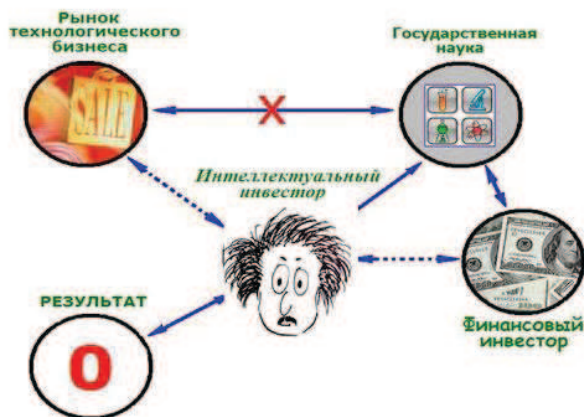 Рынок
технологического
бизнеса
Государственная
наука
SALE
X
Интеллектуальный
инвестор
РЕЗУЛЬТАТ
0
Финансовый
инвестор